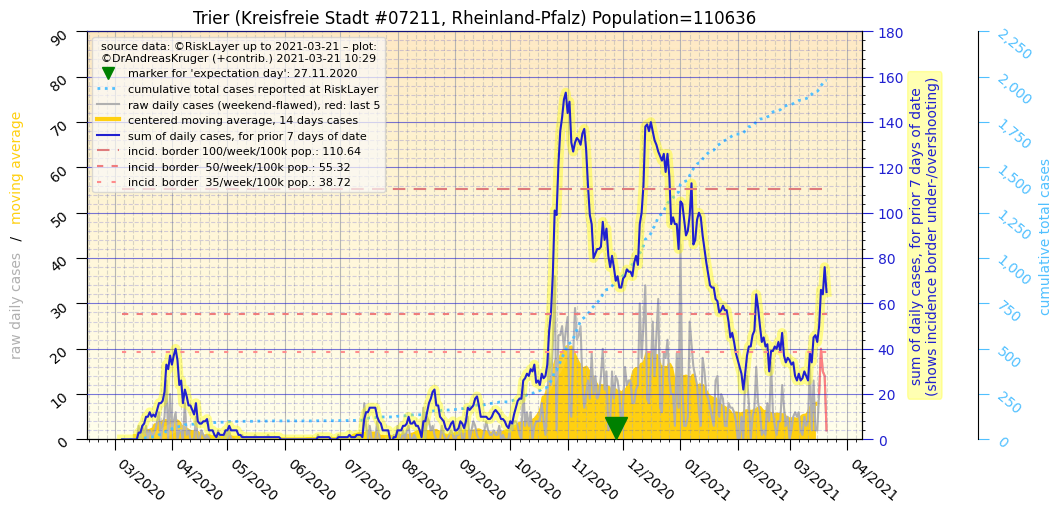 Trier (Kreisfreie Stadt #07211, Rheinland-Pfalz) Population=110636
source data: ©RiskLayer up to 2021-03-21 – plot:
©DrAndreasKruger (+contrib.) 2021-03-21 10:29
marker for 'expectation day': 27.11.2020
cumulative total cases reported at RiskLayer
raw daily cases (weekend-flawed), red: last 5
centered moving average, 14 days cases
sum of daily cases, for prior 7 days of date
incid. border 100/week/100k pop.: 110.64
incid. border  50/week/100k pop.: 55.32
incid. border  35/week/100k pop.: 38.72
raw daily cases  /  moving average
90
80
70
60
50
40
30
20
10
0
03/2020
04/2020
05/2020
06/2020
07/2020
08/2020
09/2020
10/2020
11/2020
12/2020
01/2021
02/2021
03/2021
04/2021
180
160
140
120
100
80
60
40
20
0
sum of daily cases, for prior 7 days of date
(shows incidence border under-/overshooting)
2,250
2,000
1,750
1,500
1,250
1,000
750
500
250
0
cumulative total cases